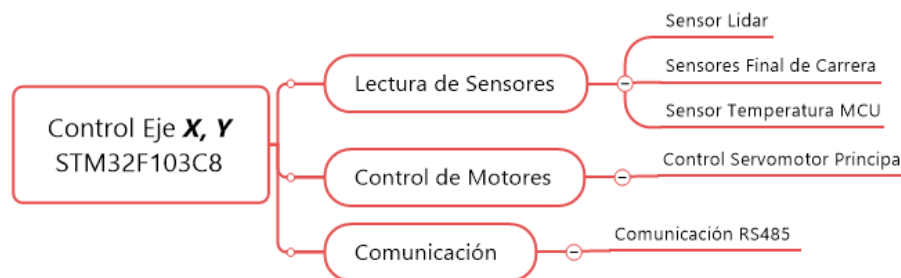 Control Eje X, Y
STM32F103C8
Lectura de Sensores
Sensor Lidar
Sensores Final de Carrera
Sensor Temperatura MCU
Control de Motores
Control Servomotor Principa
Comunicación
Comunicación RS485